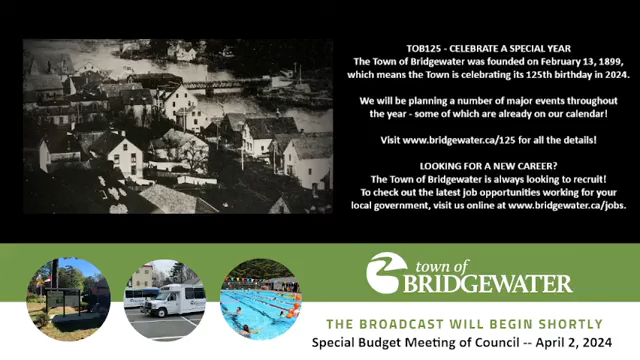 TOB125 - CELEBRATE A SPECIAL YEAR
The Town of Bridgewater was founded on February 13, 1899,
which means the Town is celebrating its 125th birthday in 2024.
We will be planning a number of major events throughout
the year - some of which are already on our calendar!
Visit www.bridgewater.ca/125 for all the details!
LOOKING FOR A NEW CAREER?
The Town of Bridgewater is always looking to recruit!
To check out the latest job opportunities working for your
local government, visit us online at www.bridgewater.ca/jobs.
town of
BRIDGEWATER
THE BROADCAST WILL BEGIN SHORTLY
Special Budget Meeting of Council -- April 2, 2024